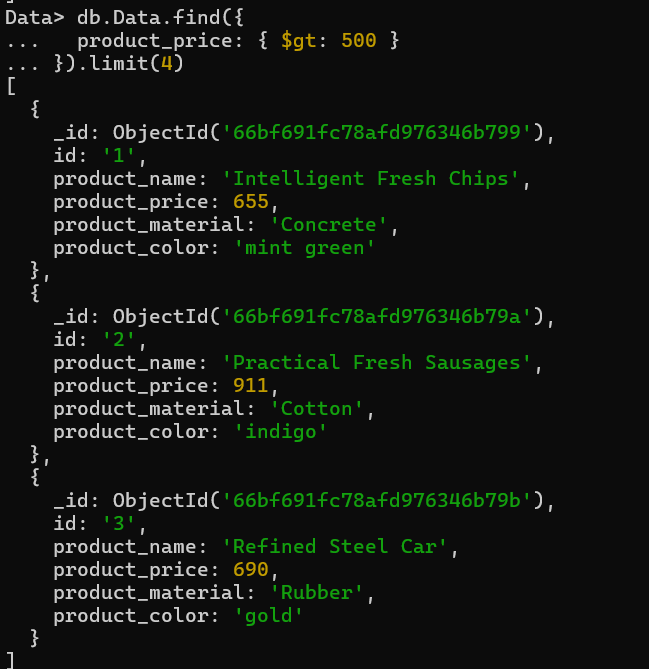 Data> db.Data.find({
...   product_price: { $gt: 500 }
... }).limit(4)
[
  {
    _id: ObjectId('66bf691fc78afd976346b799'),
    id: '1',
    product_name: 'Intelligent Fresh Chips',
    product_price: 655,
    product_material: 'Concrete',
    product_color: 'mint green'
  },
  {
    _id: ObjectId('66bf691fc78afd976346b79a'),
    id: '2',
    product_name: 'Practical Fresh Sausages',
    product_price: 911,
    product_material: 'Cotton',
    product_color: 'indigo'
  },
  {
    _id: ObjectId('66bf691fc78afd976346b79b'),
    id: '3',
    product_name: 'Refined Steel Car',
    product_price: 690,
    product_material: 'Rubber',
    product_color: 'gold'
  }
]